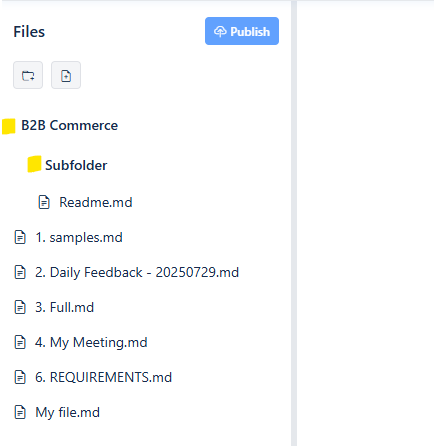 Files
Publish
B2B Commerce
Subfolder
Readme.md
1. samples.md
2. Daily Feedback - 20250729.md
3. Full.md
4. My Meeting.md
6. REQUIREMENTS.md
My file.md